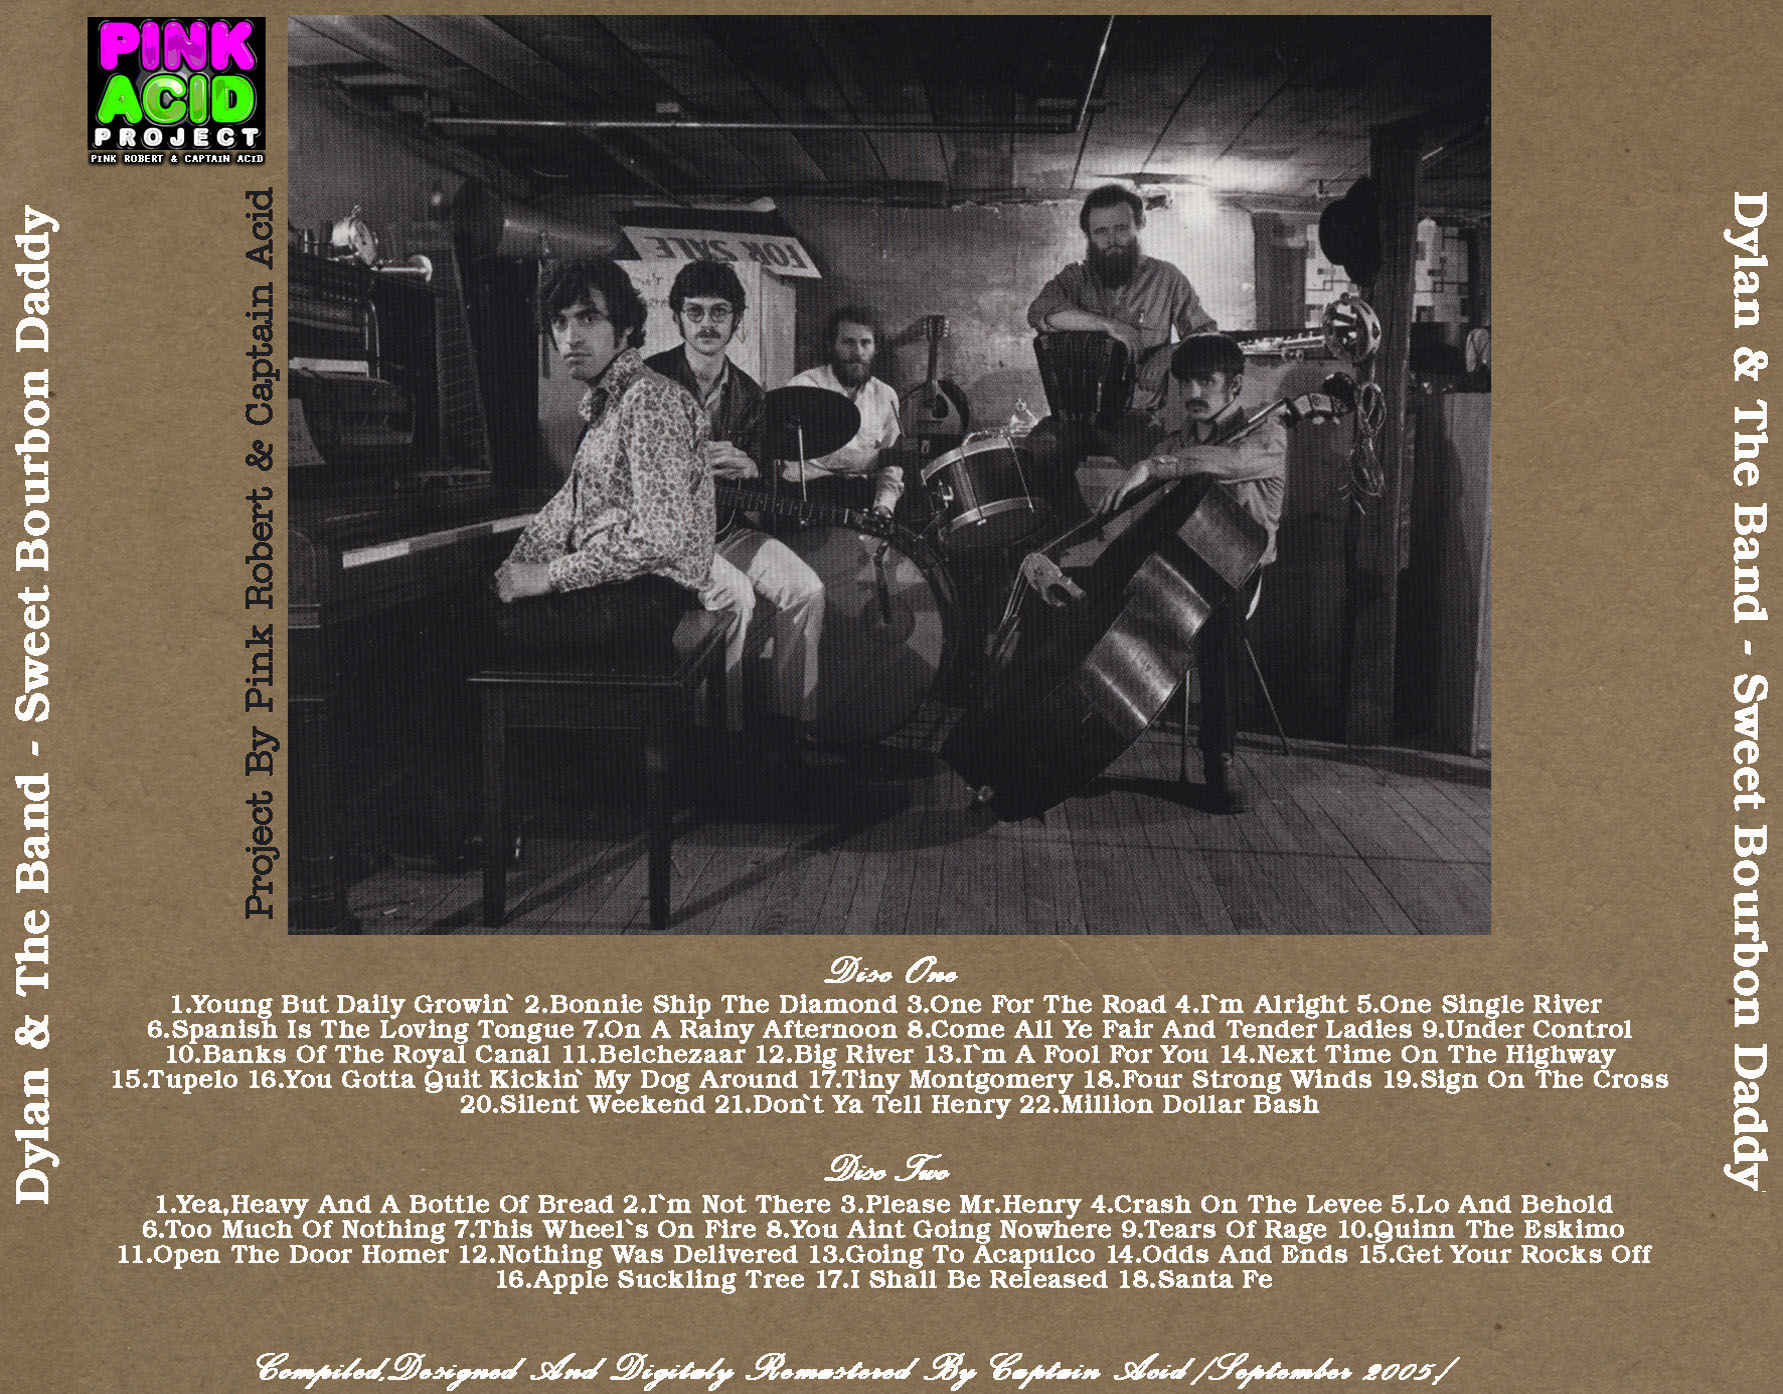 PINK
ACID
PROJECT
PINK ROBERT & CAPTAIN ACID
Dylan & The Band - Sweet Bourbon Daddy
Project By Pink Robert & Captain Acid
FOR SALE
Dylan & The Band - Sweet Bourbon Daddy
Disc One
1.Young But Daily Growin` 2.Bonnie Ship The Diamond 3.One For The Road 4.I`m Alright 5.One Single River
6.Spanish Is The Loving Tongue 7.On A Rainy Afternoon 8.Come All Ye Fair And Tender Ladies 9.Under Control
10.Banks Of The Royal Canal 11.Belchezaar 12.Big River 13.I`m A Fool For You 14.Next Time On The Highway
15.Tupelo 16.You Gotta Quit Kickin` My Dog Around 17.Tiny Montgomery 18.Four Strong Winds 19.Sign On The Cross
20.Silent Weekend 21.Don`t Ya Tell Henry 22.Million Dollar Bash
Disc Two
1.Yea,Heavy And A Bottle Of Bread 2.I`m Not There 3.Please Mr.Henry 4.Crash On The Levee 5.Lo And Behold
6.Too Much Of Nothing 7.This Wheel`s On Fire 8.You Aint Going Nowhere 9.Tears Of Rage 10.Quinn The Eskimo
11.Open The Door Homer 12.Nothing Was Delivered 13.Going To Acapulco 14.Odds And Ends 15.Get Your Rocks Off
16.Apple Suckling Tree 17.I Shall Be Released 18.Santa Fe
Compiled,Designed And Digitaly Remastered By Captain Acid /September 2005/